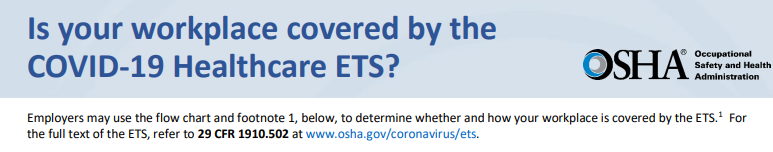 Is your workplace covered by the
COVID-19 Healthcare ETS?
OSHA® Occupational
Safety and Health
Administration
Employers may use the flow chart and footnote 1, below, to determine whether and how your workplace is covered by the ETS.¹ For
the full text of the ETS, refer to 29 CFR 1910.502 at www.osha.gov/coronavirus/ets.